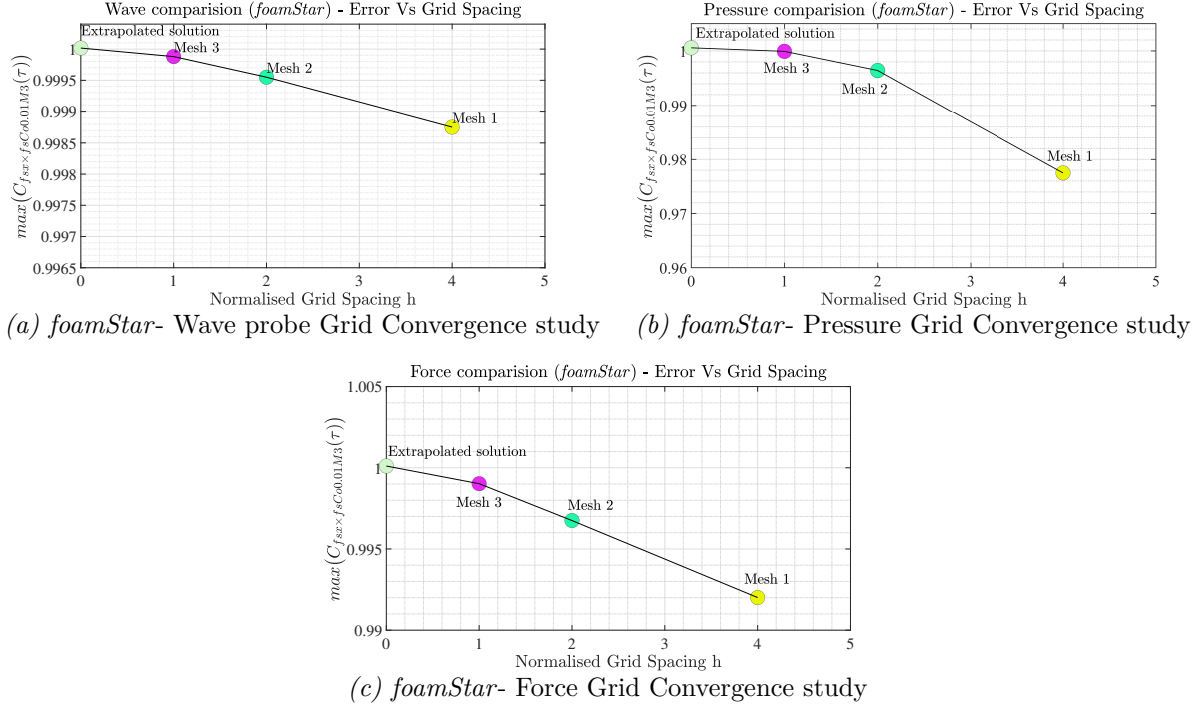 Wave comparision (foamStar) - Error Vs Grid Spacing
Extrapolated solution
1
Mesh 3
Mesh 2
0.9995
0.999
Mesh 1
0.9985
0.998
0.9975
0.997
0.9965
max(C_{fsx×fsCo0.01M3}(τ))
0 1 2 3 4 5
Normalised Grid Spacing h
(a) foamStar- Wave probe Grid Convergence study
Pressure comparision (foamStar) - Error Vs Grid Spacing
Extrapolated solution
1
Mesh 3
Mesh 2
0.99
Mesh 1
0.98
0.97
0.96
max(C_{fsx×fsCo0.01M3}(τ))
0 1 2 3 4 5
Normalised Grid Spacing h
(b) foamStar- Pressure Grid Convergence study
Force comparision (foamStar) - Error Vs Grid Spacing
1.005
Extrapolated solution
1
Mesh 3
Mesh 2
0.995
Mesh 1
0.99
max(C_{fsx×fsCo0.01M3}(τ))
0 1 2 3 4 5
Normalised Grid Spacing h
(c) foamStar- Force Grid Convergence study